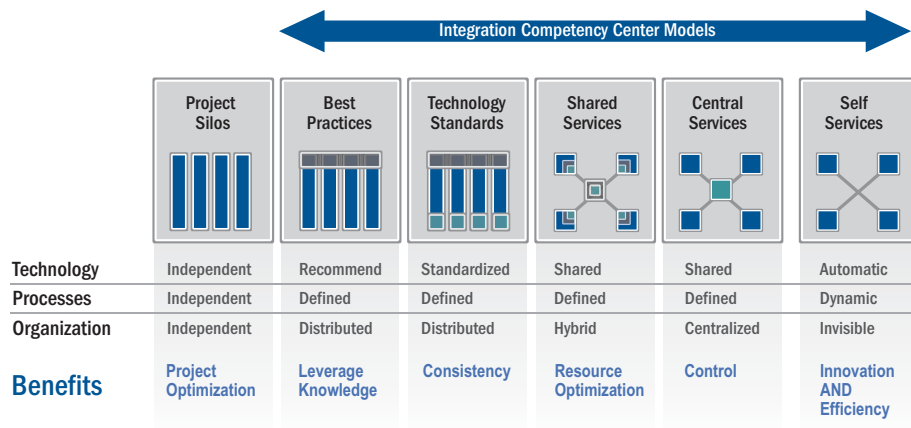 Integration Competency Center Models
Project
Silos
Best
Practices
Technology
Standards
Shared
Services
Central
Services
Self
Services
Technology Independent Recommend Standardized Shared Shared Automatic
Processes Independent Defined Defined Defined Defined Dynamic
Organization Independent Distributed Distributed Hybrid Centralized Invisible
Benefits
Project
Optimization
Leverage
Knowledge
Consistency
Resource
Optimization
Control
Innovation
AND
Efficiency